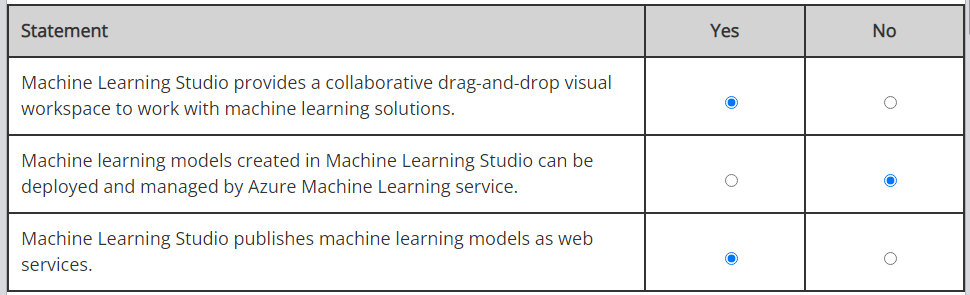 Statement Yes No
Machine Learning Studio provides a collaborative drag-and-drop visual
workspace to work with machine learning solutions.
Machine learning models created in Machine Learning Studio can be
deployed and managed by Azure Machine Learning service.
Machine Learning Studio publishes machine learning models as web
services.